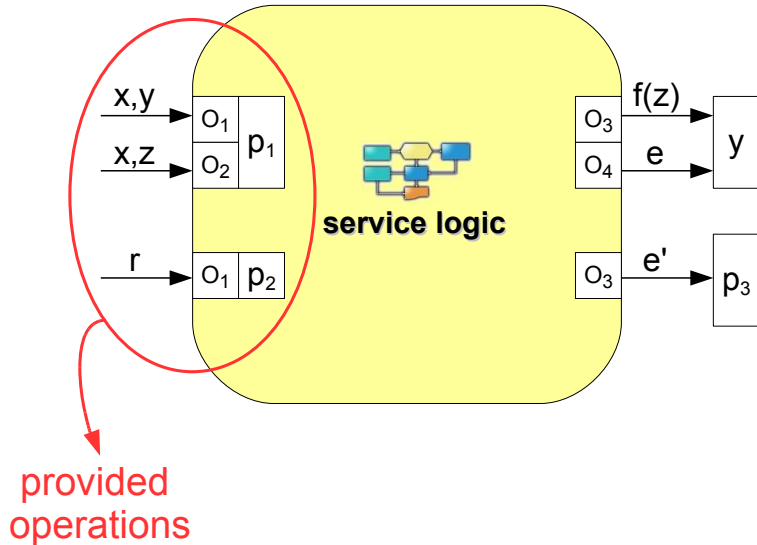 x,y
O₁
x,z
O₂
p₁
r
O₁ p₂
service logic
O₃
f(z)
O₄
e
y
O₃
e'
p₃
provided
operations